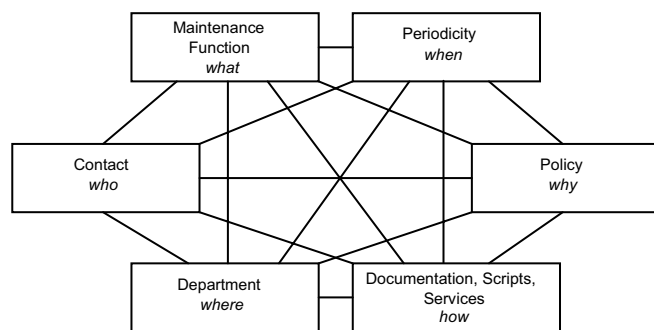 Maintenance
Function
what
Periodicity
when
Contact
who
Policy
why
Department
where
Documentation, Scripts,
Services
how